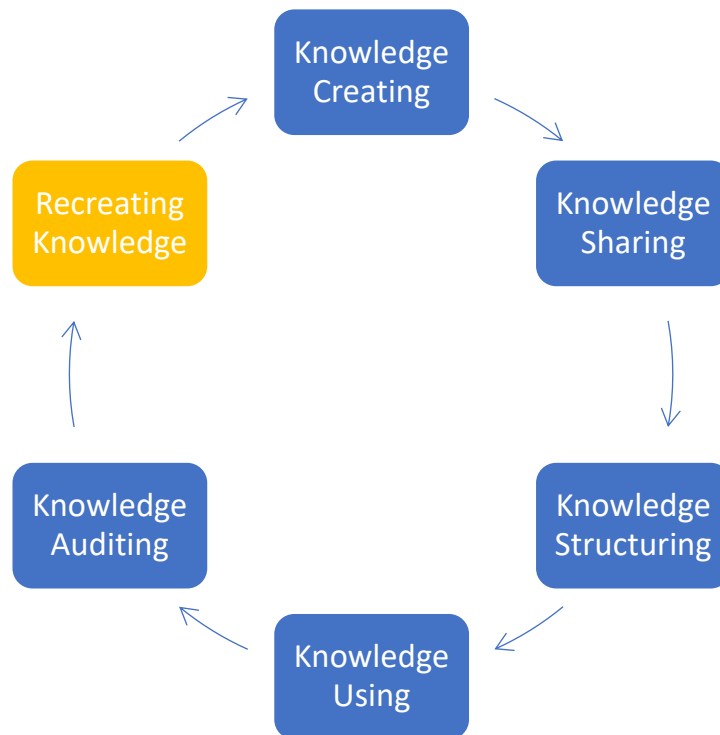 Knowledge
Creating
Knowledge
Sharing
Knowledge
Structuring
Knowledge
Using
Knowledge
Auditing
Recreating
Knowledge